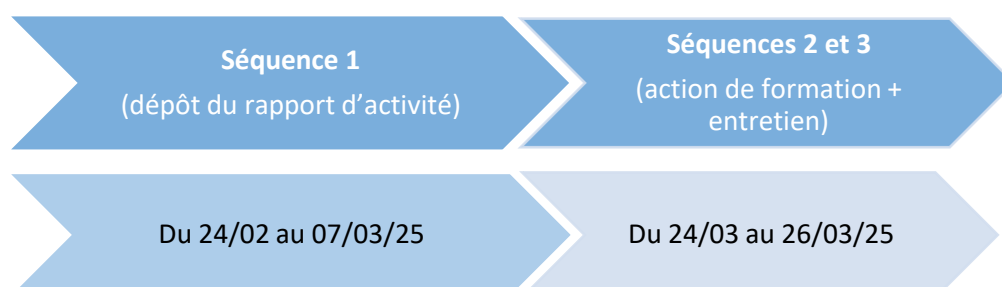 Séquence 1
(dépôt du rapport d’activité)
Séquences 2 et 3
(action de formation +
entretien)
Du 24/02 au 07/03/25
Du 24/03 au 26/03/25